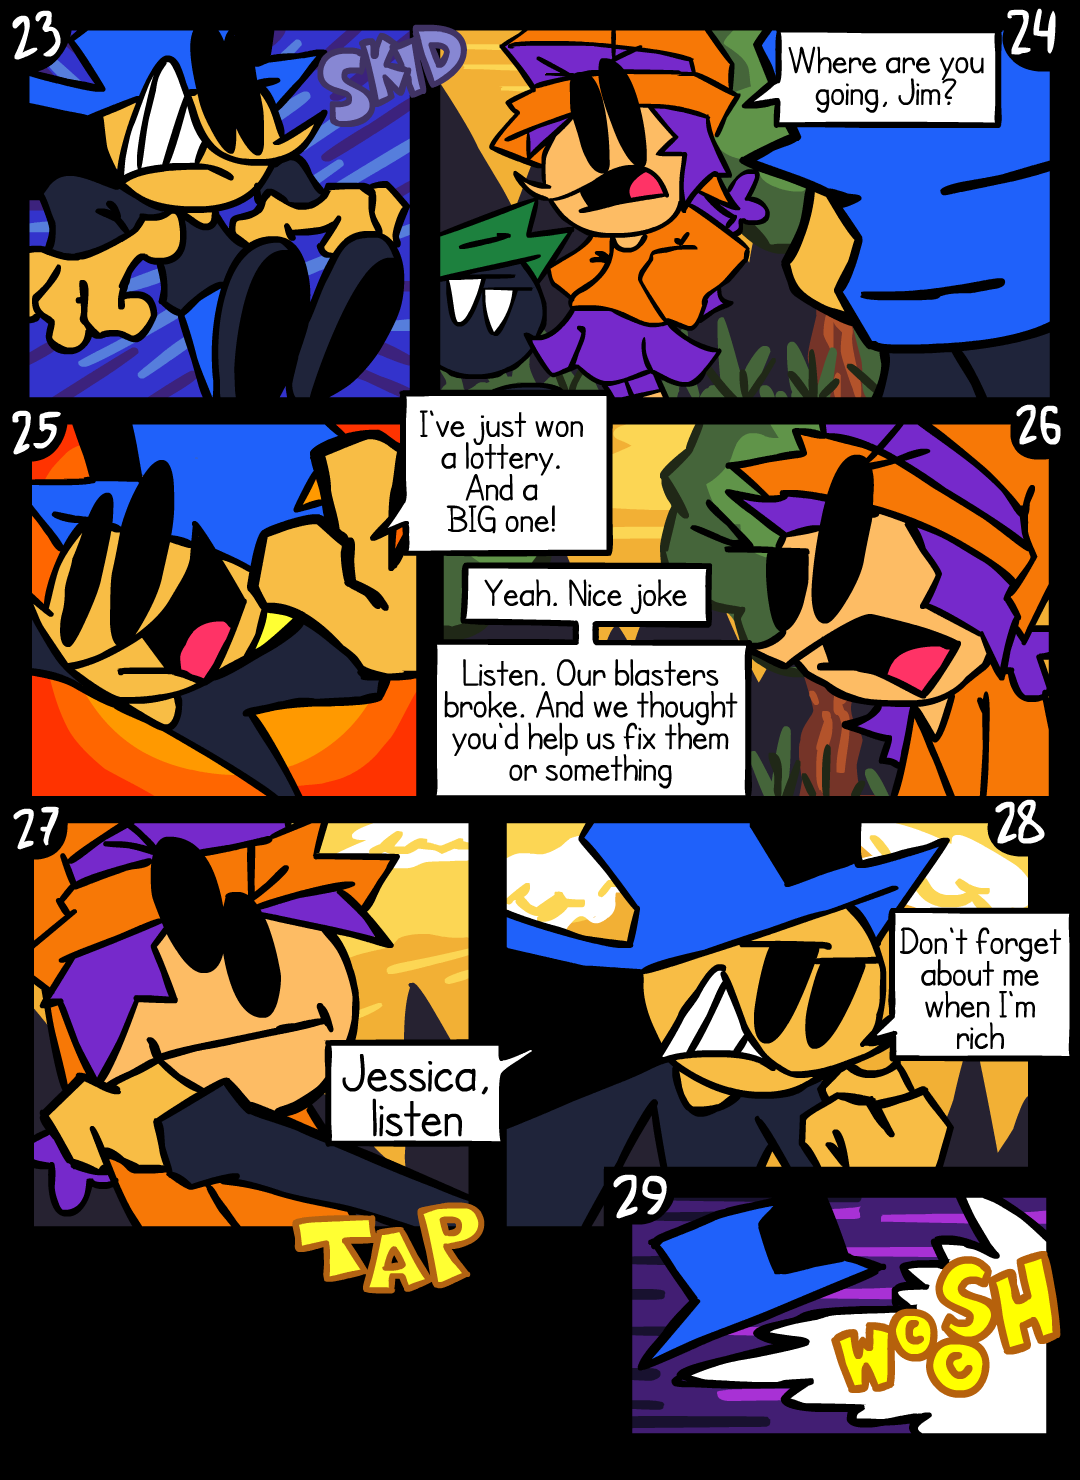 23
SKID
24
Where are you
going, Jim?
25
I've just won
a lottery.
And a
BIG one!
26
Yeah. Nice joke
Listen. Our blasters
broke. And we thought
you'd help us fix them
or something
27
Jessica,
listen
TAP
28
Don't forget
about me
when I'm
rich
29
WOOOSH